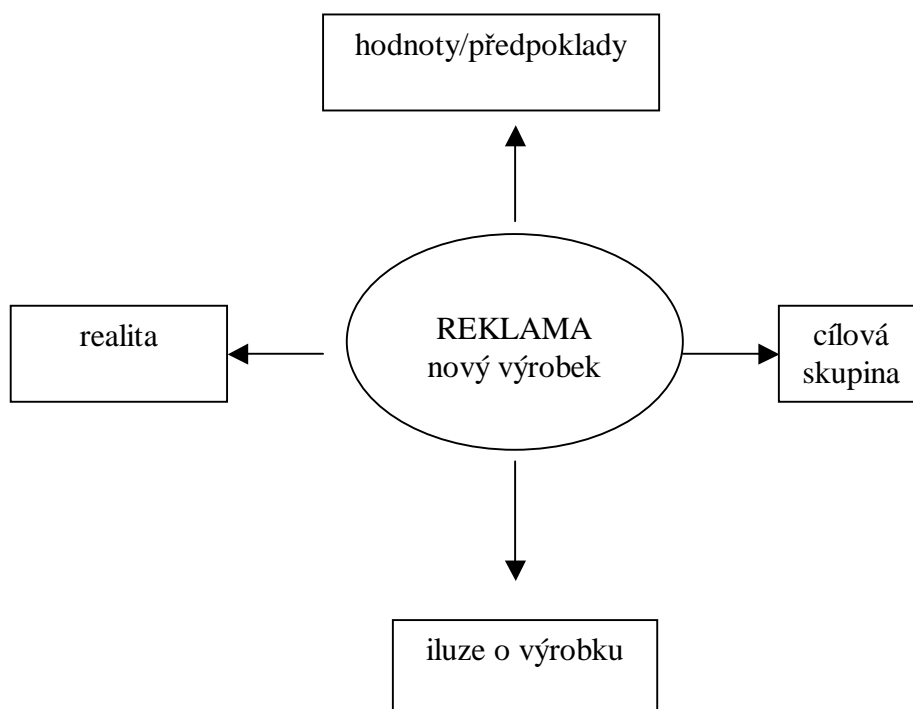 hodnoty/předpoklady
realita
REKLAMA
nový výrobek
cílová
skupina
iluze o výrobku